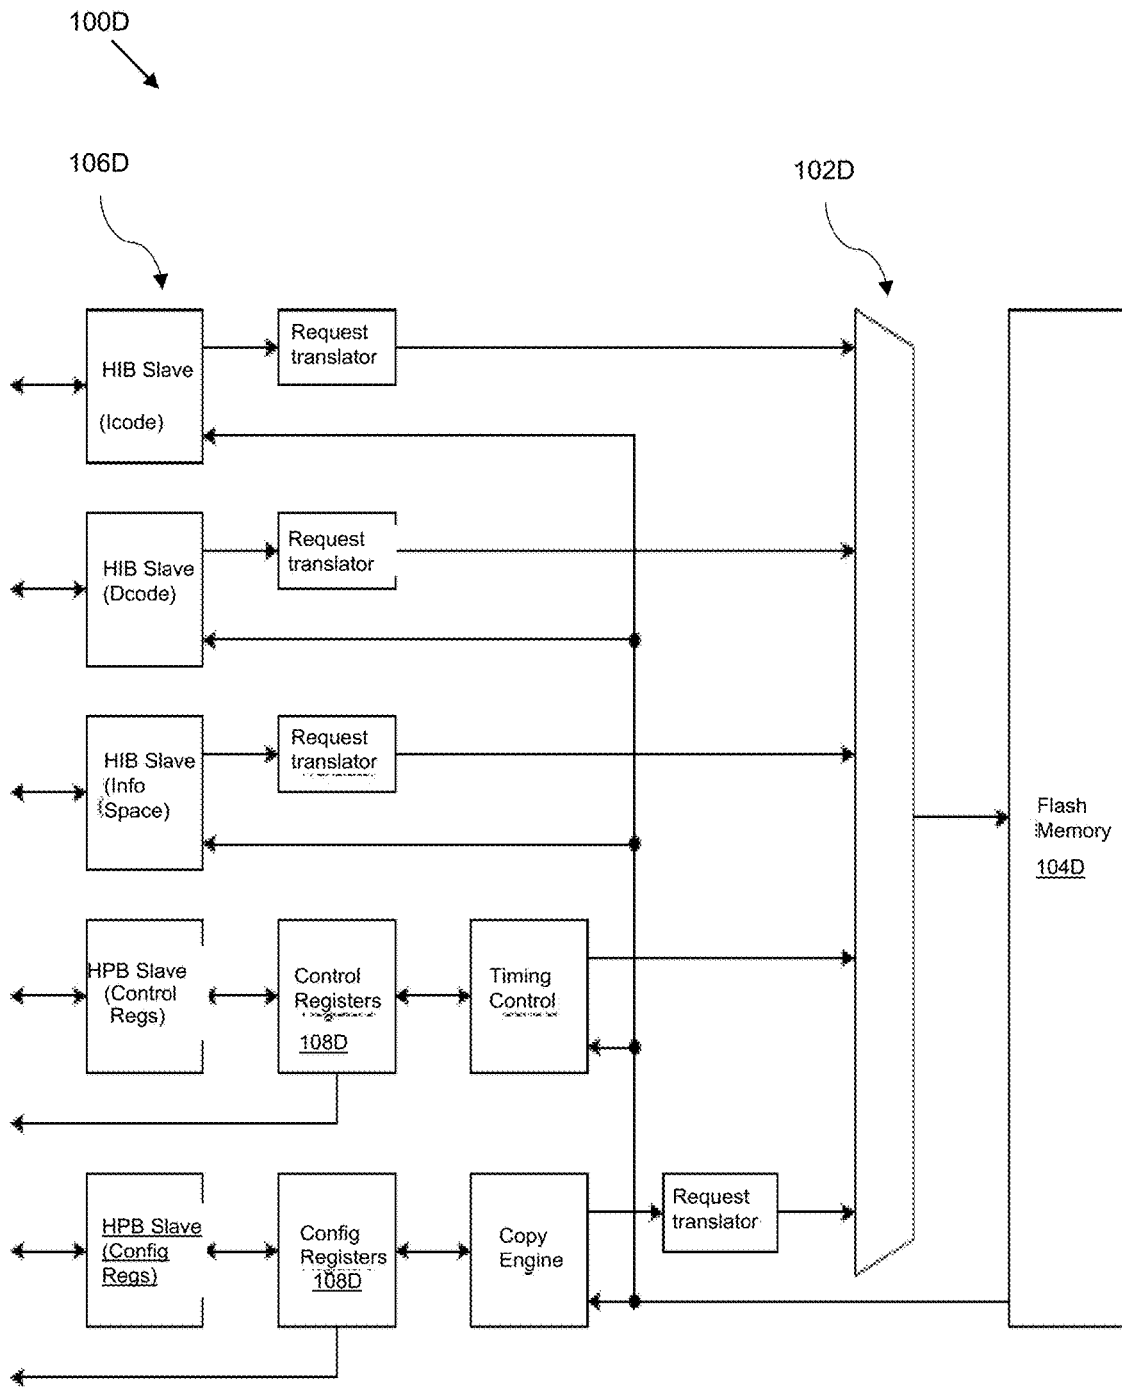 100D
106D
102D
HIB Slave
(Icode)
Request
translator
HIB Slave
(Dcode)
Request
translator
HIB Slave
(Info
Space)
Request
translator
Flash
Memory
104D
HPB Slave
(Control
Regs)
Control
Registers
108D
Timing
Control
HPB Slave
(Config
Regs)
Config
Registers
108D
Copy
Engine
Request
translator